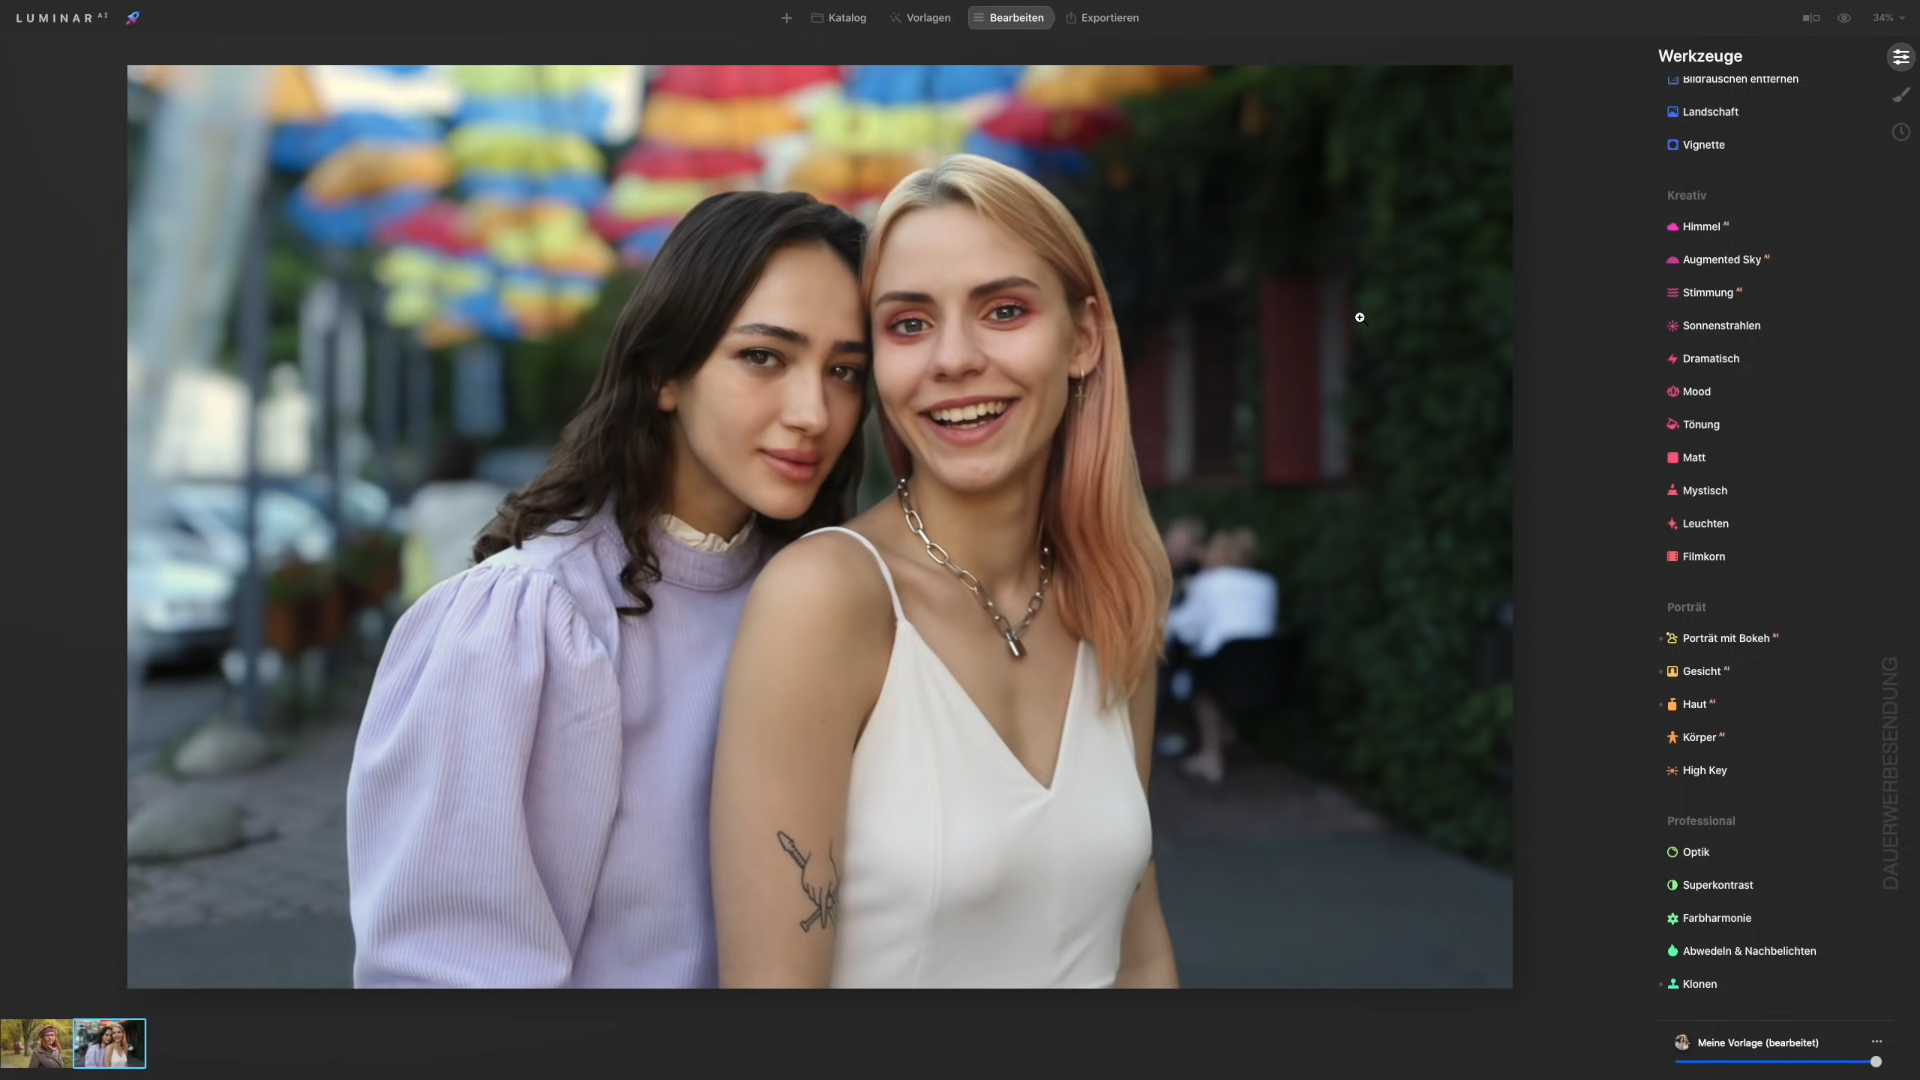 LUMINAR AI
Katalog
Vorlagen
Bearbeiten
Exportieren
34%
Werkzeuge
Bildrauschen entfernen
Landschaft
Vignette
Kreativ
Himmel AI
Augmented Sky AI
Stimmung AI
Sonnenstrahlen
Dramatisch
Mood
Tönung
Matt
Mystisch
Leuchten
Filmkorn
Porträt
Porträt mit Bokeh AI
Gesicht AI
Haut AI
Körper AI
High Key
Professional
Optik
Superkontrast
Farbharmonie
Abwedeln & Nachbelichten
Klonen
Meine Vorlage (bearbeitet)
DAUERWERBESENDUNG